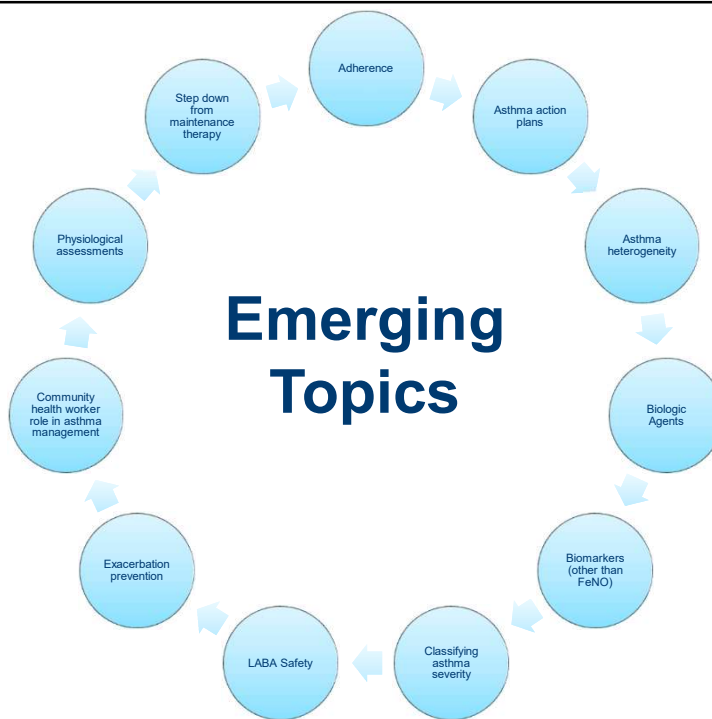 Emerging
Topics
Adherence
Asthma action
plans
Asthma
heterogeneity
Biologic
Agents
Biomarkers
(other than
FeNO)
Classifying
asthma
severity
LABA Safety
Exacerbation
prevention
Community
health worker
role in asthma
management
Physiological
assessments
Step down
from
maintenance
therapy